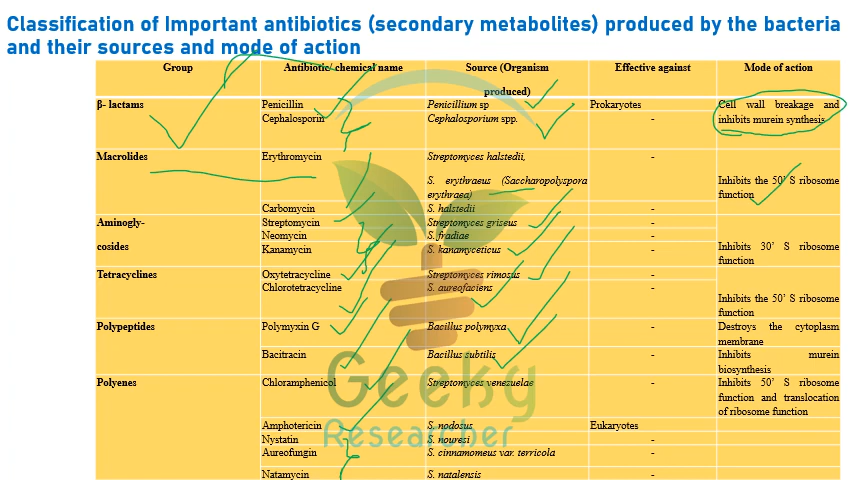 Classification of Important antibiotics (secondary metabolites) produced by the bacteria
and their sources and mode of action
Group Antibiotic/ chemical name Source (Organism produced) Effective against Mode of action
β- lactams Penicillin Penicillium sp Prokaryotes Cell wall breakage and
Cephalosporin Cephalosporium spp. - inhibits murein synthesis
Macrolides Erythromycin Streptomyces halstedii, -
S. erythraeus (Saccharopolyspora Inhibits the 50' S ribosome
erythraea) function
Carbomycin S. halstedii -
Aminogly- Streptomycin Streptomyces griseus -
Neomycin S. fradiae -
cosides Kanamycin S. kanamyceticus - Inhibits 30' S ribosome
function
Tetracyclines Oxytetracycline Streptomyces rimosus -
Chlorotetracycline S. aureofaciens -
Inhibits the 50' S ribosome
function
Polypeptides Polymyxin G Bacillus polymyxa - Destroys the cytoplasm
membrane
Bacitracin Bacillus subtilis - Inhibits murein
biosynthesis
Polyenes Chloramphenicol Streptomyces venezuelae - Inhibits 50' S ribosome
function and translocation
of ribosome function
Amphotericin S. nodosus Eukaryotes
Nystatin S. nouresi -
Aureofungin S. cinnamomeus var. terricola -
Natamycin S. natalensis -
Geeky
Researcher